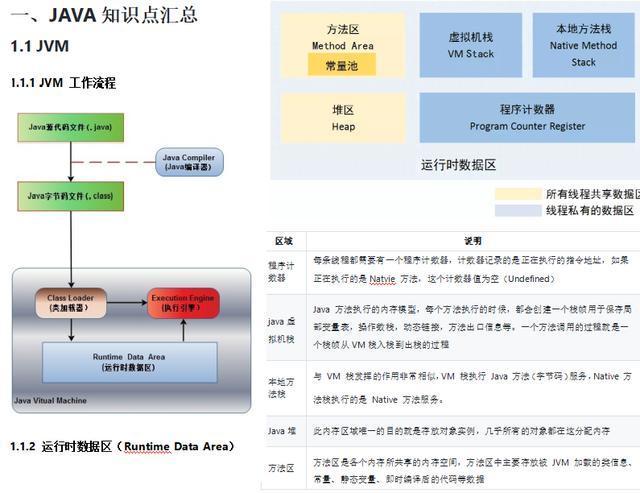 一、JAVA 知识点汇总
1.1 JVM
1.1.1 JVM 工作流程
Java源代码文件(.java)
Java Compiler
(Java编译器)
Java字节码文件(.class)
Class Loader
(类加载器)
Execution Engine
(执行引擎)
Runtime Data Area
(运行时数据区)
Java Vitual Machine
1.1.2 运行时数据区（Runtime Data Area）
方法区
Method Area
常量池
虚拟机栈
VM Stack
本地方法栈
Native Method
Stack
堆区
Heap
程序计数器
Program Counter Register
运行时数据区
所有线程共享数据区
线程私有的数据区
区域
说明
程序计
数器
每条线程都需要有一个程序计数器，计数器记录的是正在执行的指令地址，如果
正在执行的是 Natvie 方法，这个计数器值为空（Undefined）
java 虚
拟机栈
Java 方法执行的内存模型，每个方法执行的时候，都会创建一个栈帧用于保存局
部变量表，操作数栈，动态链接，方法出口信息等。一个方法调用的过程就是一
个栈帧从 VM 栈入栈到出栈的过程
本地方
法栈
与 VM 栈发挥的作用非常相似，VM 栈执行 Java 方法（字节码）服务，Native 方
法栈执行的是 Native 方法服务。
Java 堆
此内存区域唯一的目的就是存放对象实例，几乎所有的对象都在这分配内存
方法区
方法区是各个内存所共享的内存空间，方法区中主要存放被 JVM 加载的类信息、
常量、静态变量、即时编译后的代码等数据